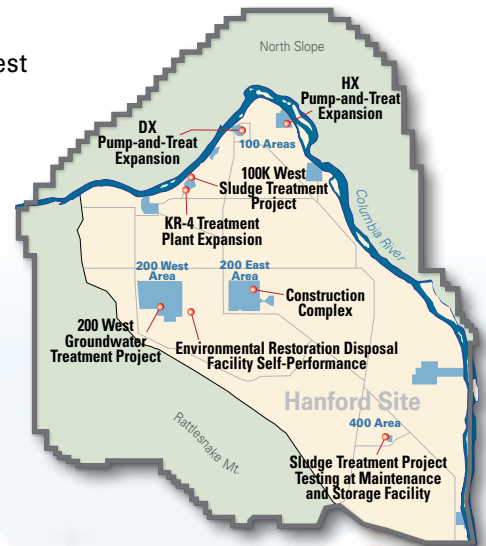 est
North Slope
HX
Pump-and-Treat
Expansion
DX
Pump-and-Treat
Expansion
100 Areas
100K West
Sludge Treatment
Project
KR-4 Treatment
Plant Expansion
Columbia River
200 West
Area
200 East
Area
Construction
Complex
200 West
Groundwater
Treatment Project
Environmental Restoration Disposal
Facility Self-Performance
Hanford Site
Rattlesnake Mt.
400 Area
Sludge Treatment Project
Testing at Maintenance
and Storage Facility